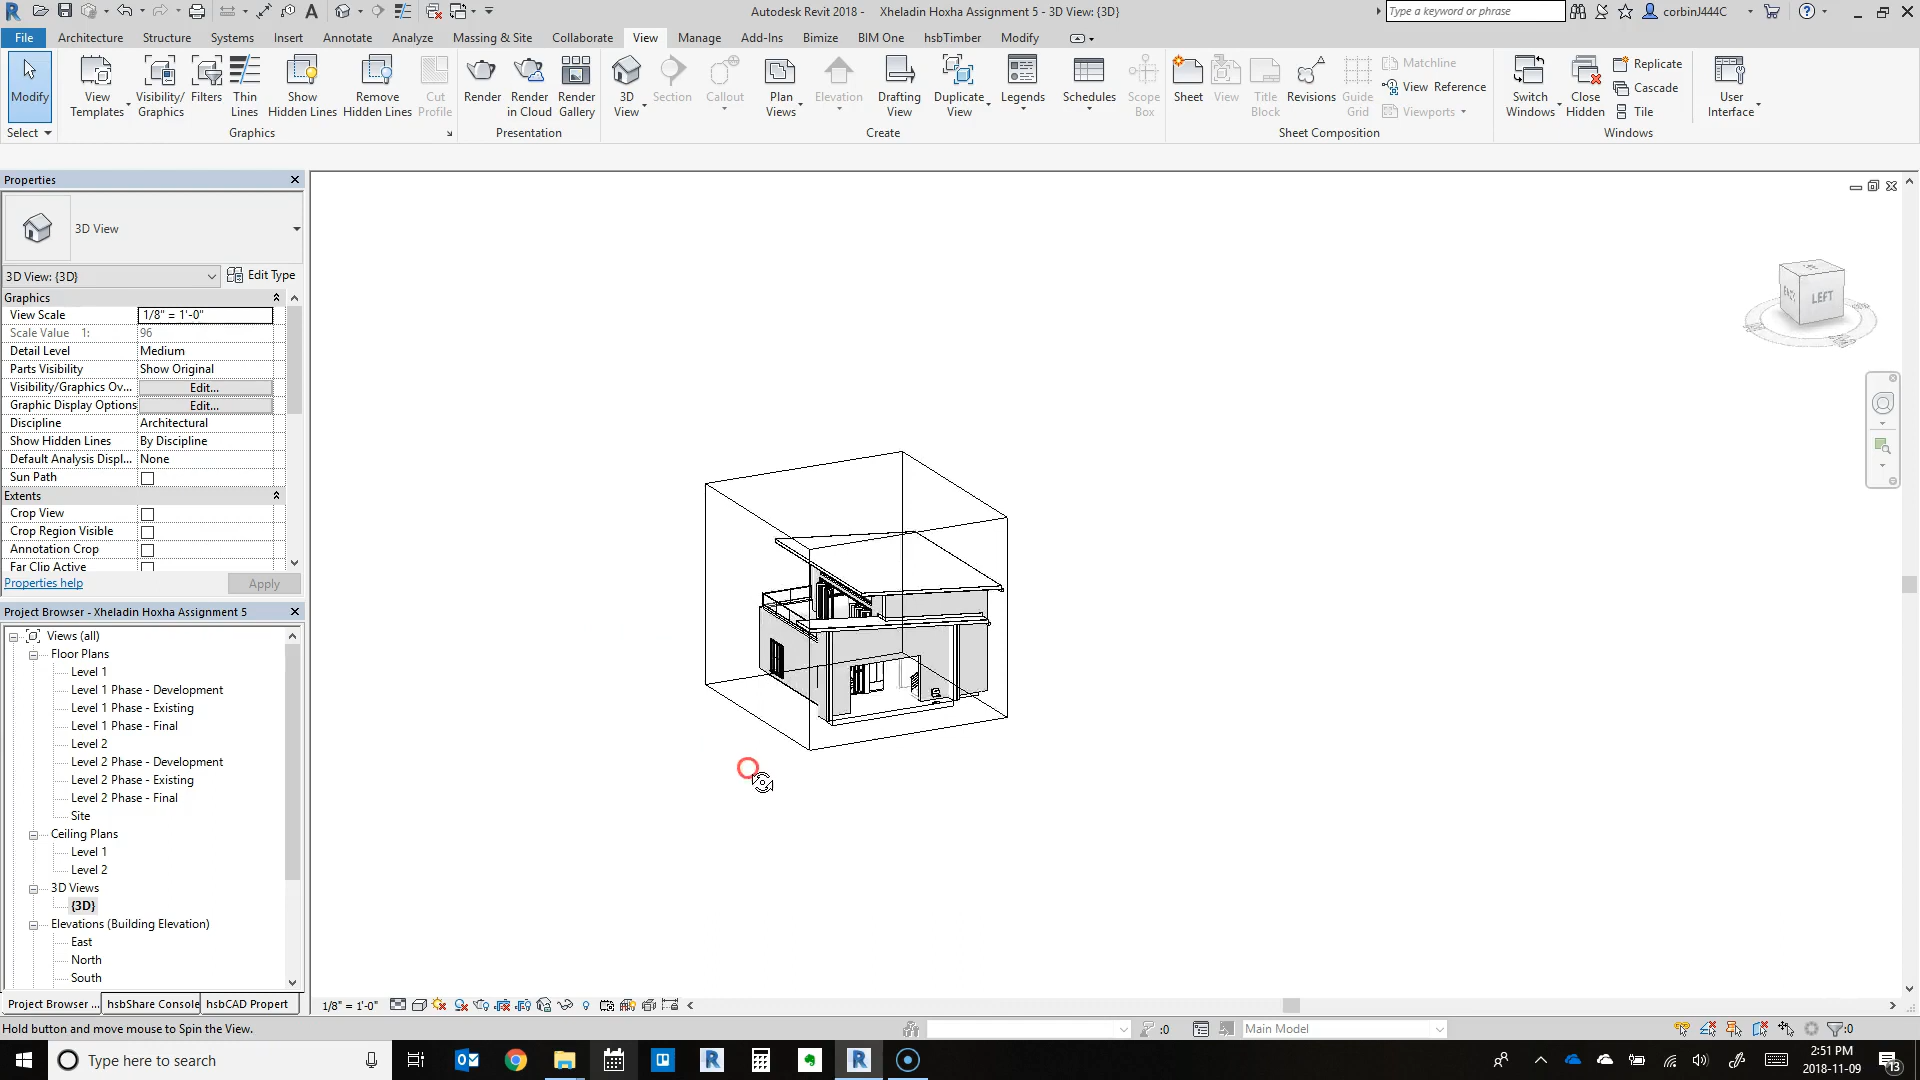 Autodesk Revit 2018 - Xheladin Hoxha Assignment 5 - 3D View: {3D}
Type a keyword or phrase
corbinJ444C
File Architecture Structure Systems Insert Annotate Analyze Massing & Site Collaborate View Manage Add-Ins Bimize BIM One hsbTimber Modify
Modify
View Templates
Visibility/ Graphics
Filters
Thin Lines
Show Hidden Lines
Remove Hidden Lines
Cut Profile
Render
Render in Cloud
Render Gallery
3D View
Section
Callout
Plan Views
Elevation
Drafting View
Duplicate View
Legends
Schedules
Scope Box
Sheet
View
Title Block
Revisions
Guide Grid
Matchline
View Reference
Viewports
Switch Windows
Close Hidden
Replicate
Cascade
Tile
User Interface
Select Graphics Presentation Create Sheet Composition Windows
Properties
3D View
3D View: {3D} Edit Type
Graphics
View Scale 1/8" = 1'-0"
Scale Value 1: 96
Detail Level Medium
Parts Visibility Show Original
Visibility/Graphics Ov... Edit...
Graphic Display Options Edit...
Discipline Architectural
Show Hidden Lines By Discipline
Default Analysis Displ... None
Sun Path
Extents
Crop View
Crop Region Visible
Annotation Crop
Far Clip Active
Properties help Apply
Project Browser - Xheladin Hoxha Assignment 5
Views (all)
Floor Plans
Level 1
Level 1 Phase - Development
Level 1 Phase - Existing
Level 1 Phase - Final
Level 2
Level 2 Phase - Development
Level 2 Phase - Existing
Level 2 Phase - Final
Site
Ceiling Plans
Level 1
Level 2
3D Views
{3D}
Elevations (Building Elevation)
East
North
South
Project Browser ... hsbShare Console hsbCAD Propert
LEFT
1/8" = 1'-0"
Hold button and move mouse to Spin the View.
:0
Main Model
:0
Type here to search
2:51 PM
2018-11-09
13